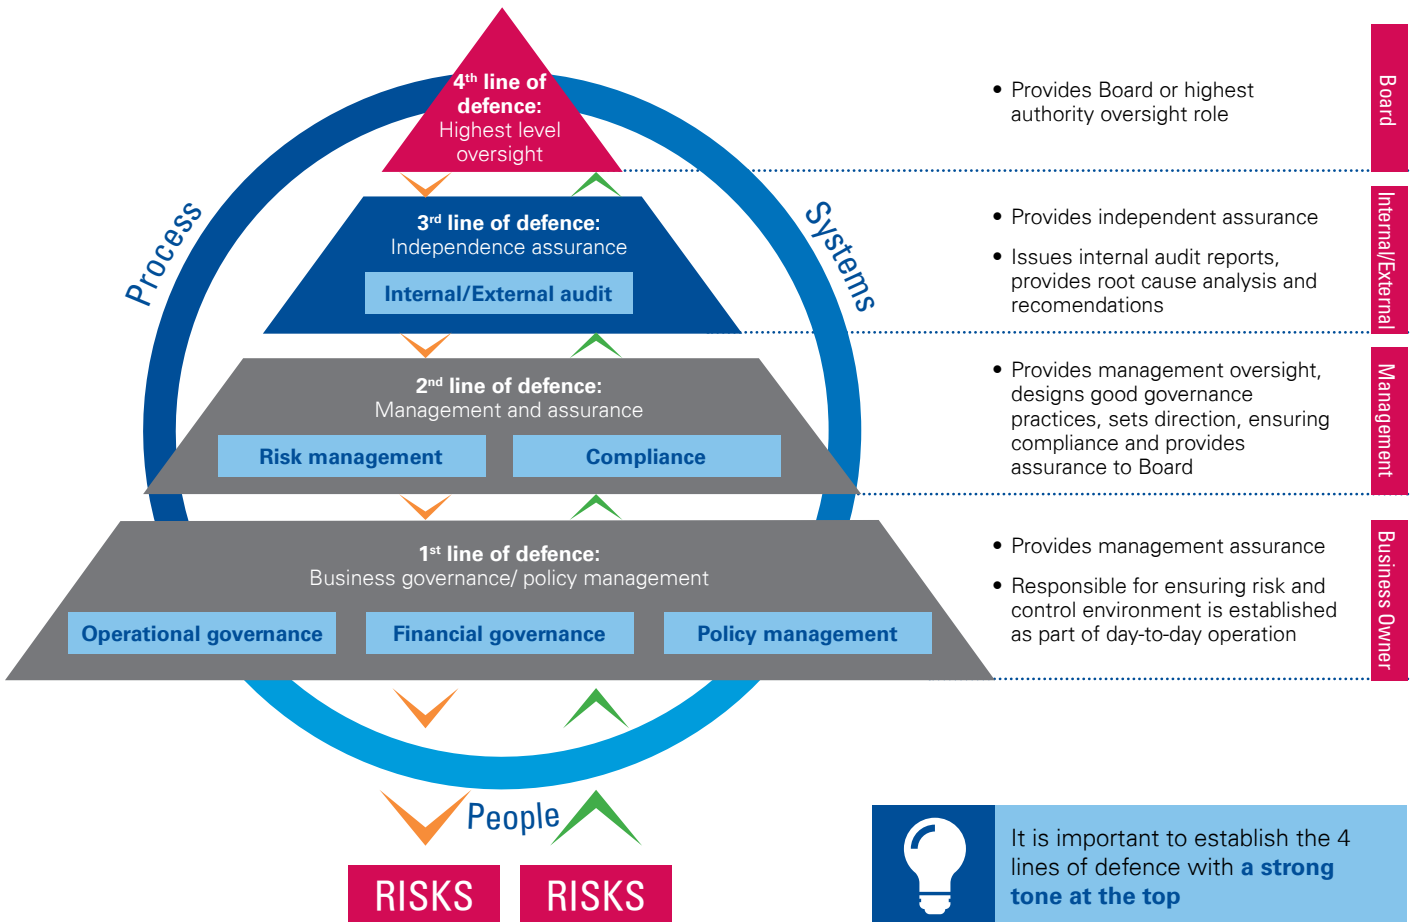 4th line of
defence:
Highest level
oversight
• Provides Board or highest
authority oversight role
Board
Process
Systems
3rd line of defence:
Independence assurance
Internal/External audit
• Provides independent assurance
• Issues internal audit reports,
provides root cause analysis and
recomendations
Internal/External
2nd line of defence:
Management and assurance
Risk management
Compliance
• Provides management oversight,
designs good governance
practices, sets direction, ensuring
compliance and provides
assurance to Board
Management
1st line of defence:
Business governance/ policy management
Operational governance
Financial governance
Policy management
• Provides management assurance
• Responsible for ensuring risk and
control environment is established
as part of day-to-day operation
Business Owner
People
RISKS
RISKS
It is important to establish the 4
lines of defence with a strong
tone at the top